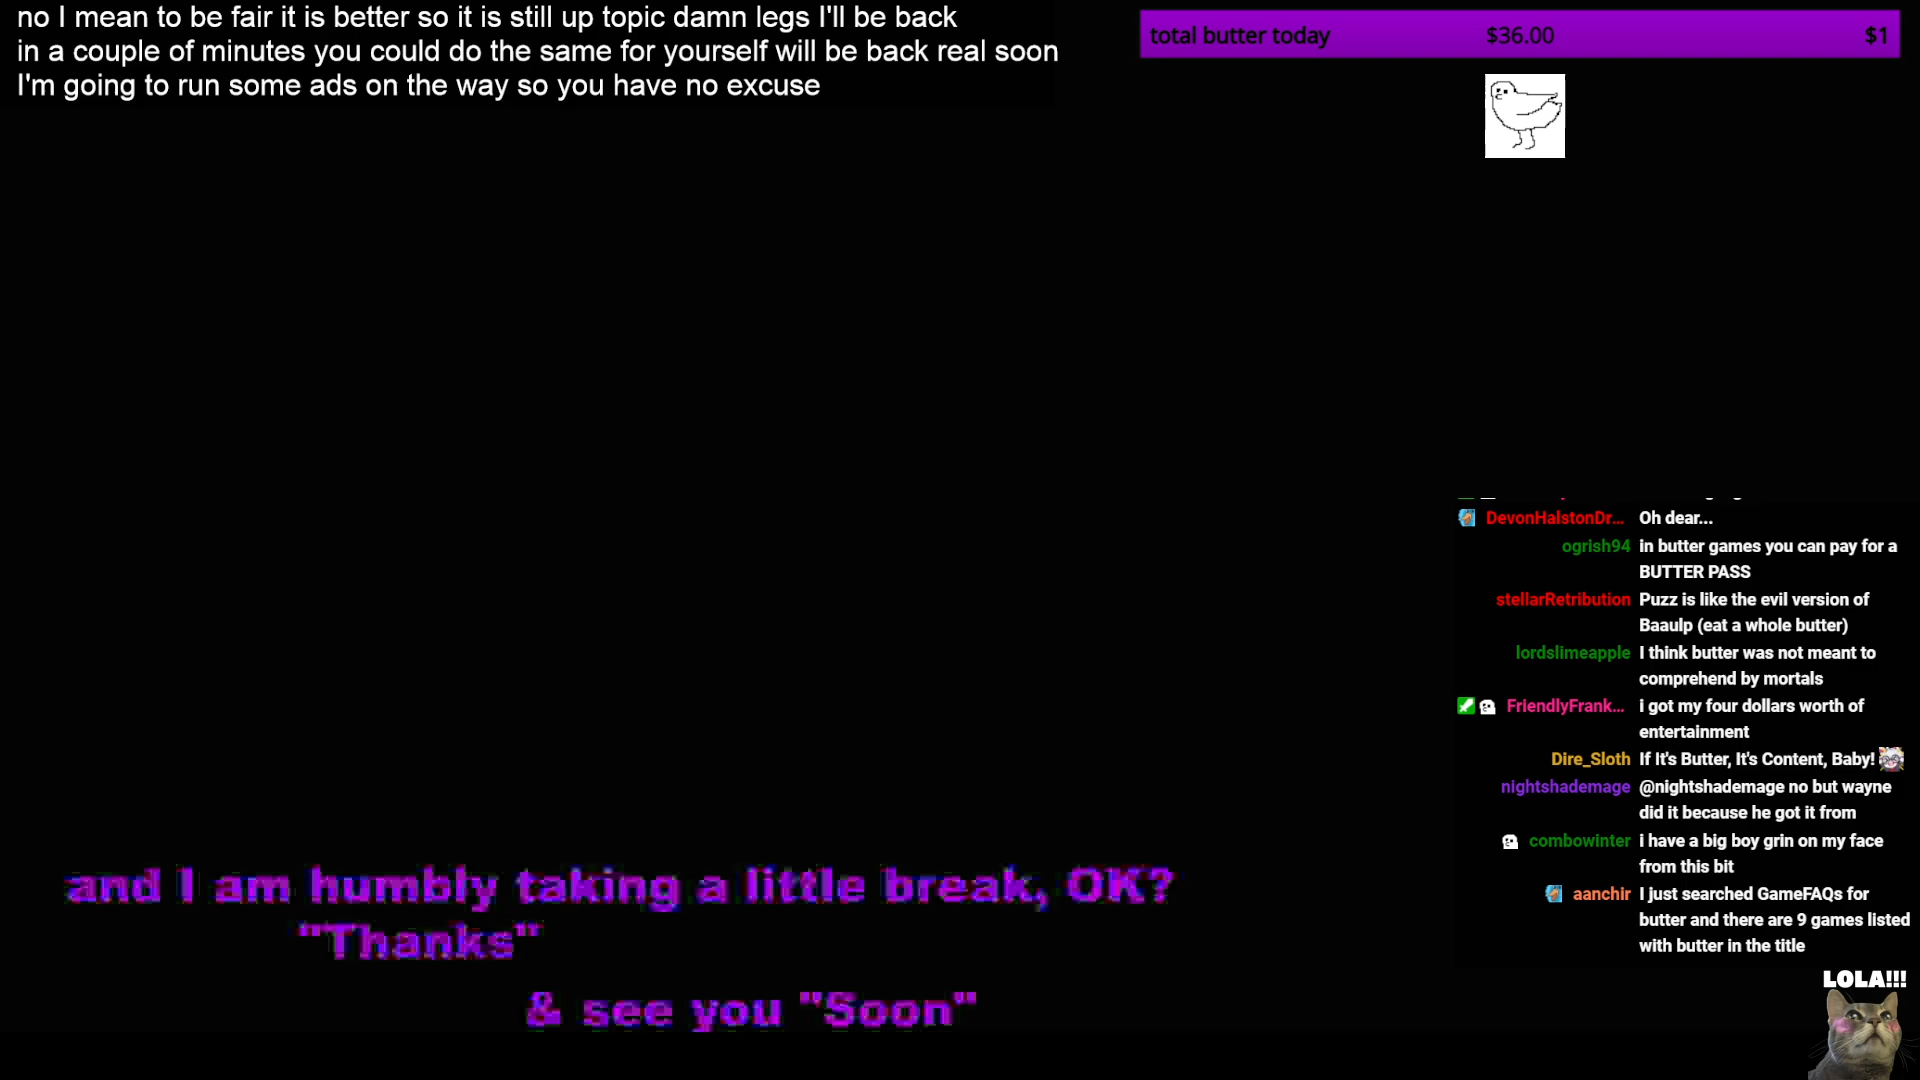 no I mean to be fair it is better so it is still up topic damn legs I'll be back
in a couple of minutes you could do the same for yourself will be back real soon
I'm going to run some ads on the way so you have no excuse
total butter today $36.00 $1
DevonHalstonDr... Oh dear...
ogrish94 in butter games you can pay for a
BUTTER PASS
stellarRetribution Puzz is like the evil version of
Baaulp (eat a whole butter)
lordslimeapple I think butter was not meant to
comprehend by mortals
FriendlyFrank... i got my four dollars worth of
entertainment
Dire_Sloth If It's Butter, It's Content, Baby!
nightshademage @nightshademage no but wayne
did it because he got it from
combowinter i have a big boy grin on my face
from this bit
aanchir I just searched GameFAQs for
butter and there are 9 games listed
with butter in the title
and I am humbly taking a little break, OK?
"Thanks"
& see you "Soon"
LOLA!!!